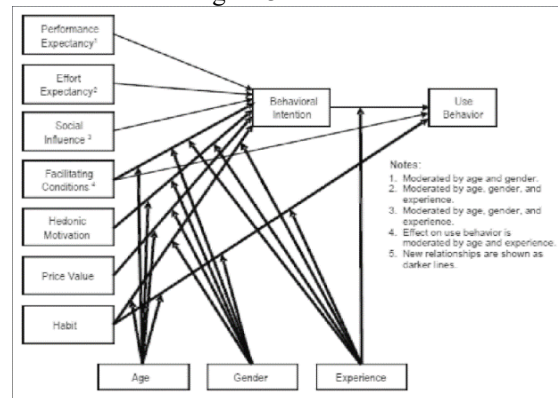 Performance
Expectancy1
Effort
Expectancy2
Social
Influence 3
Facilitating
Conditions 4
Hedonic
Motivation
Price Value
Habit
Behavioral
Intention
Use
Behavior
Notes:
1. Moderated by age and gender.
2. Moderated by age, gender, and
experience.
3. Moderated by age, gender, and
experience.
4. Effect on use behavior is
moderated by age and experience.
5. New relationships are shown as
darker lines.
Age
Gender
Experience